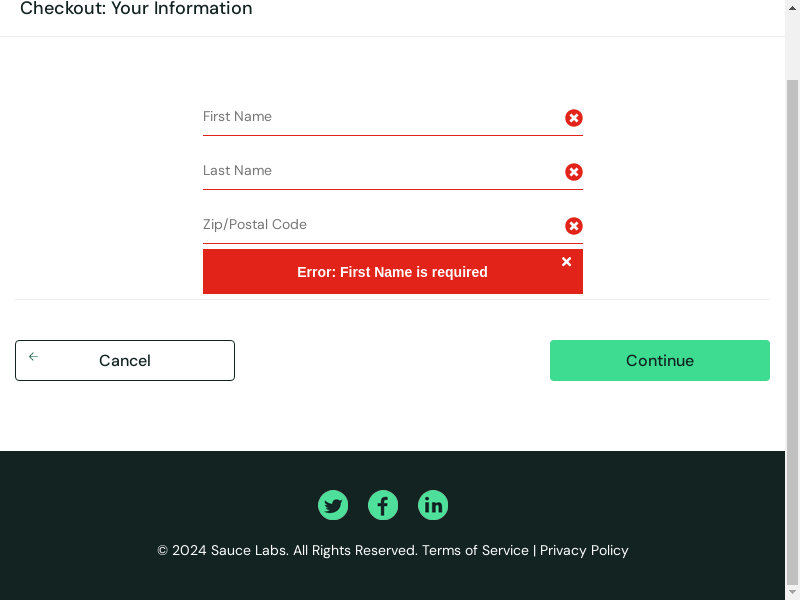 Checkout: Your Information
First Name
Last Name
Zip/Postal Code
Error: First Name is required
Cancel
Continue
© 2024 Sauce Labs. All Rights Reserved. Terms of Service | Privacy Policy